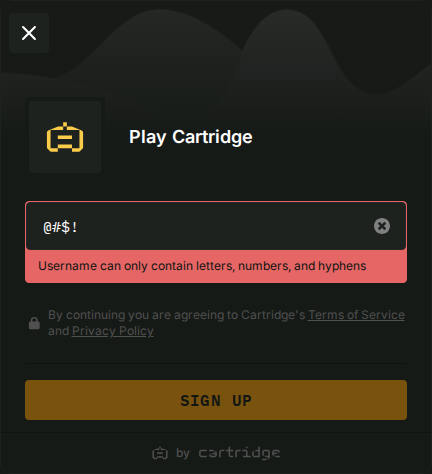 Play Cartridge
@#$!
Username can only contain letters, numbers, and hyphens
By continuing you are agreeing to Cartridge's Terms of Service
and Privacy Policy
SIGN UP
by cartridge